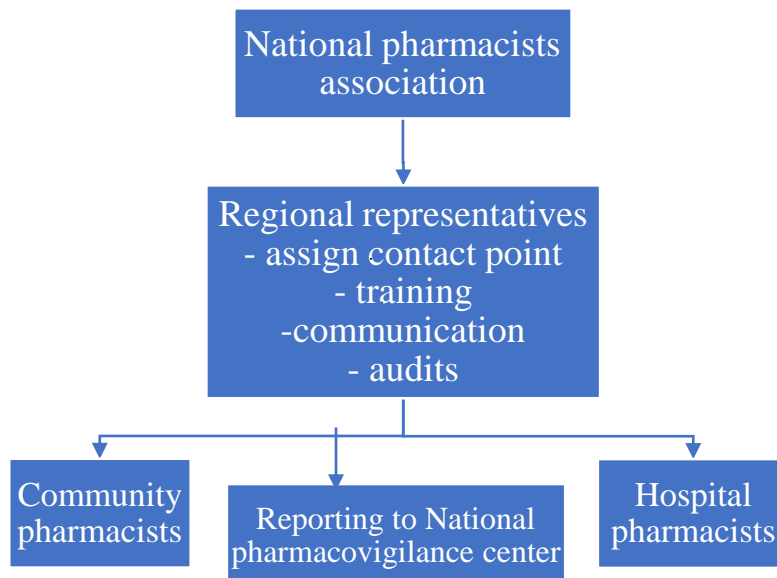 National pharmacists
association
Regional representatives
- assign contact point
- training
-communication
- audits
Community
pharmacists
Reporting to National
pharmacovigilance center
Hospital
pharmacists